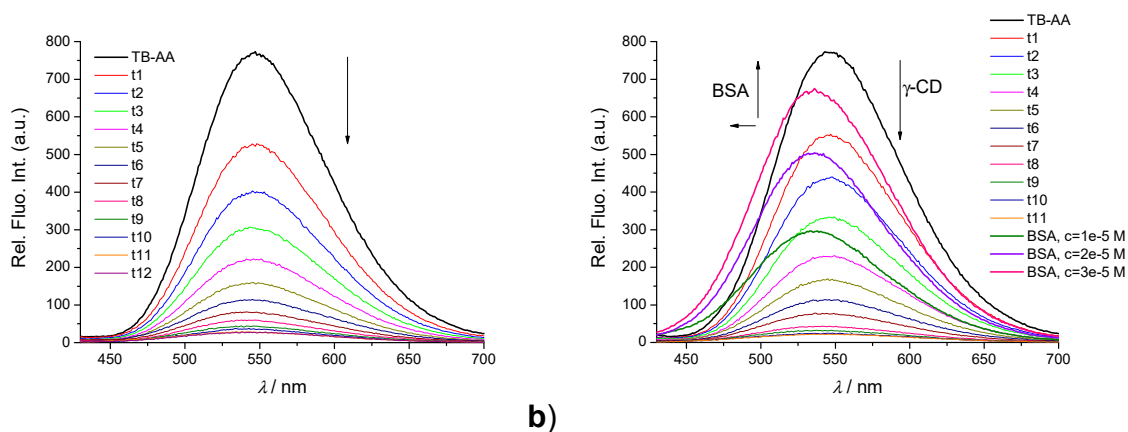 Rel. Fluo. Int. (a.u.)
800
700
600
500
400
300
200
100
0
450
500
550
600
650
700
λ / nm
TB-AA
t1
t2
t3
t4
t5
t6
t7
t8
t9
t10
t11
t12
Rel. Fluo. Int. (a.u.)
800
700
600
500
400
300
200
100
0
450
500
550
600
650
700
λ / nm
BSA
γ-CD
TB-AA
t1
t2
t3
t4
t5
t6
t7
t8
t9
t10
t11
BSA, c=1e-5 M
BSA, c=2e-5 M
BSA, c=3e-5 M
b)